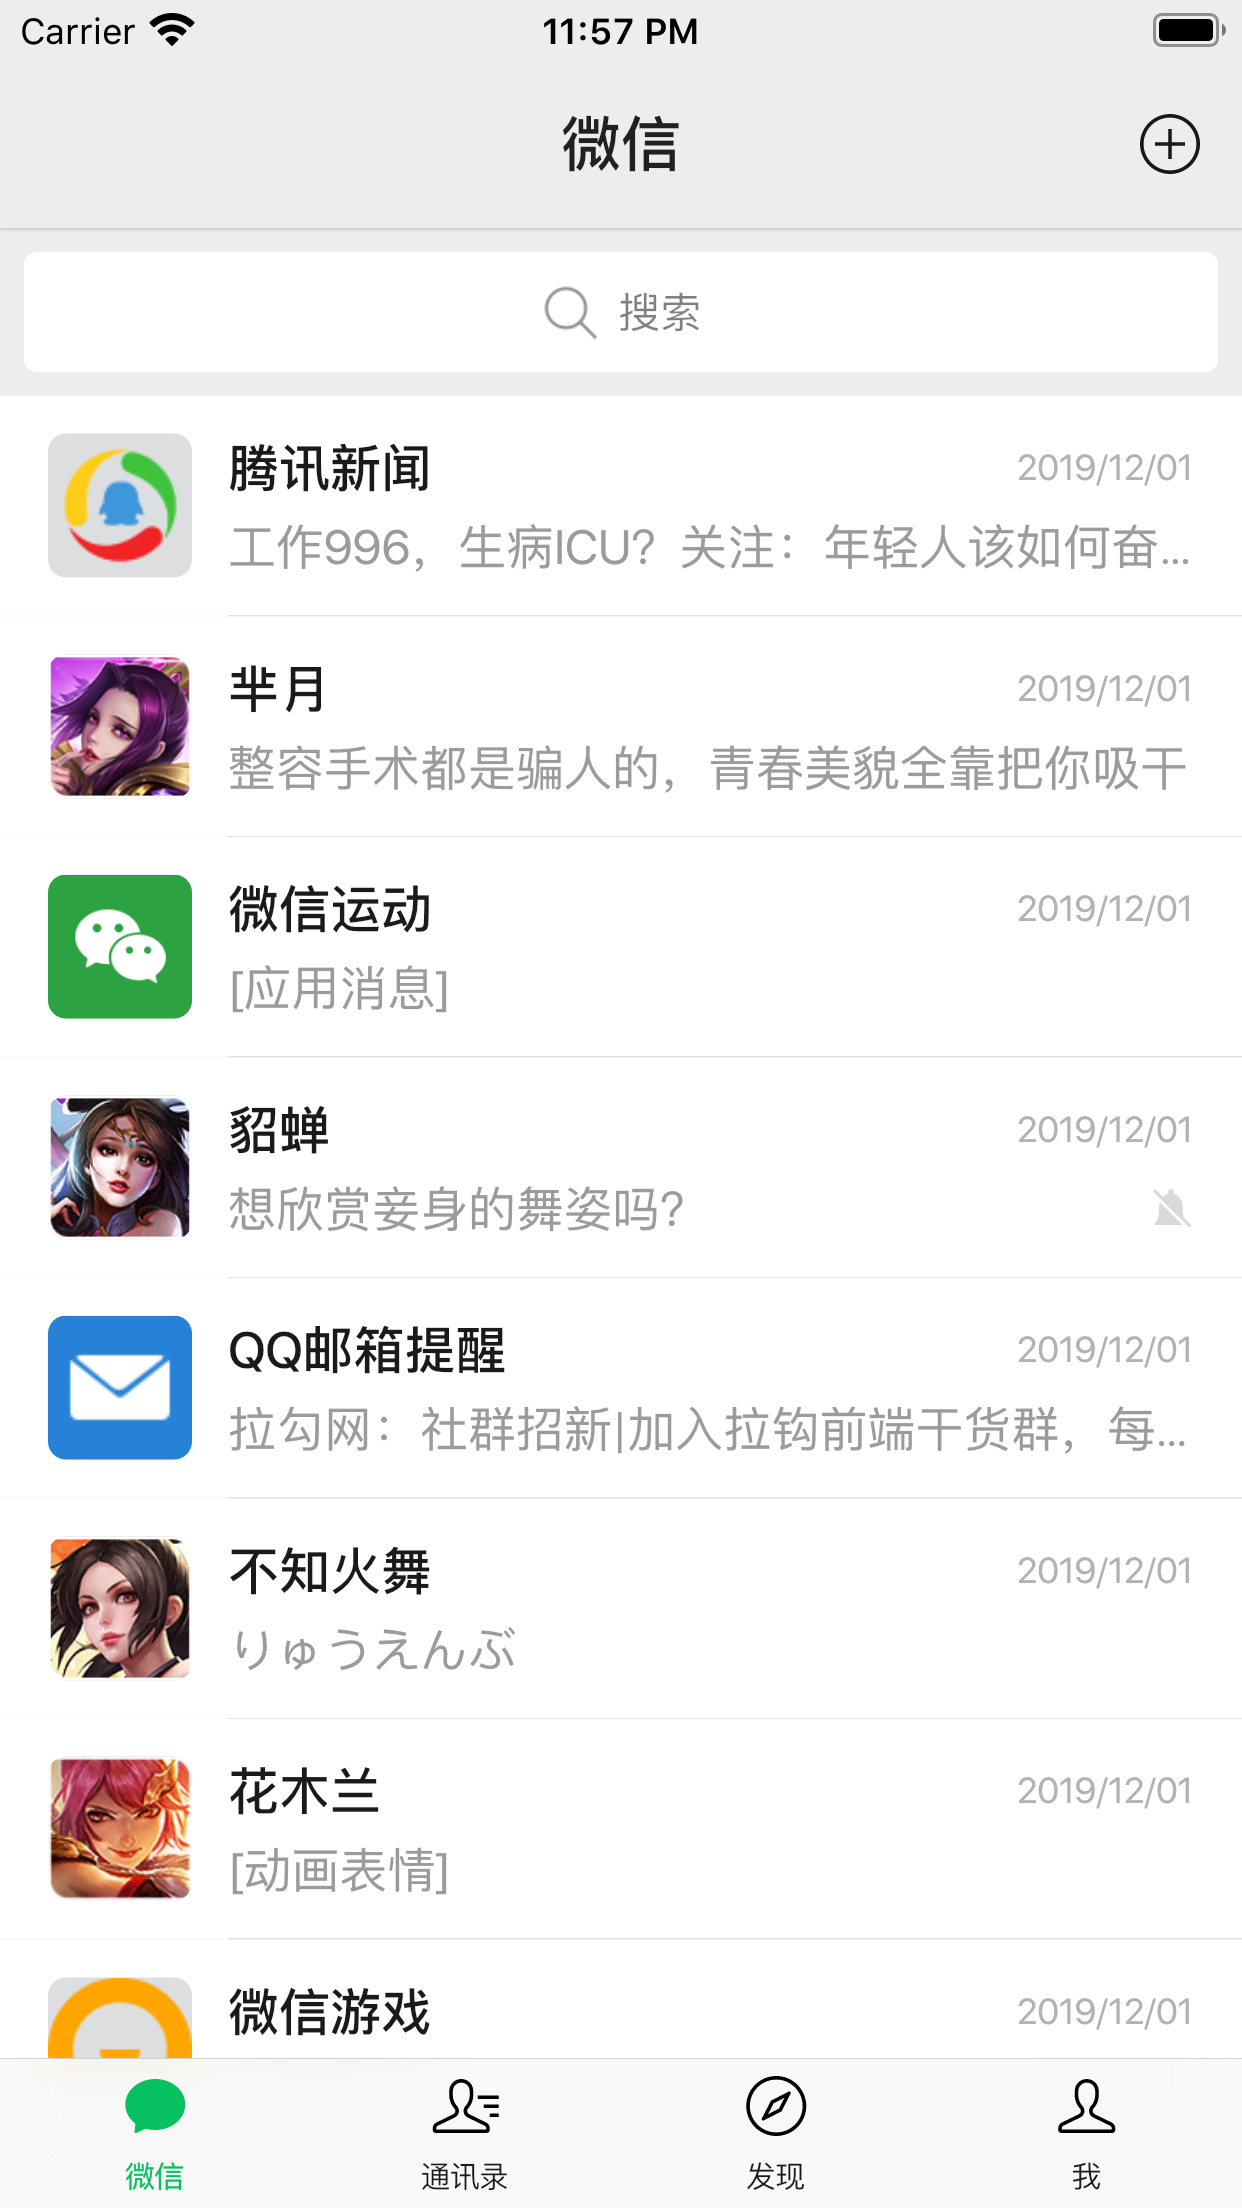 Carrier 11:57 PM
微信
搜索
腾讯新闻 2019/12/01
工作996，生病ICU？关注：年轻人该如何奋...
芈月 2019/12/01
整容手术都是骗人的，青春美貌全靠把你吸干
微信运动 2019/12/01
[应用消息]
貂蝉 2019/12/01
想欣赏妾身的舞姿吗?
QQ邮箱提醒 2019/12/01
拉勾网：社群招新|加入拉钩前端干货群，每...
不知火舞 2019/12/01
りゅうえんぶ
花木兰 2019/12/01
[动画表情]
微信游戏 2019/12/01
微信 通讯录 发现 我